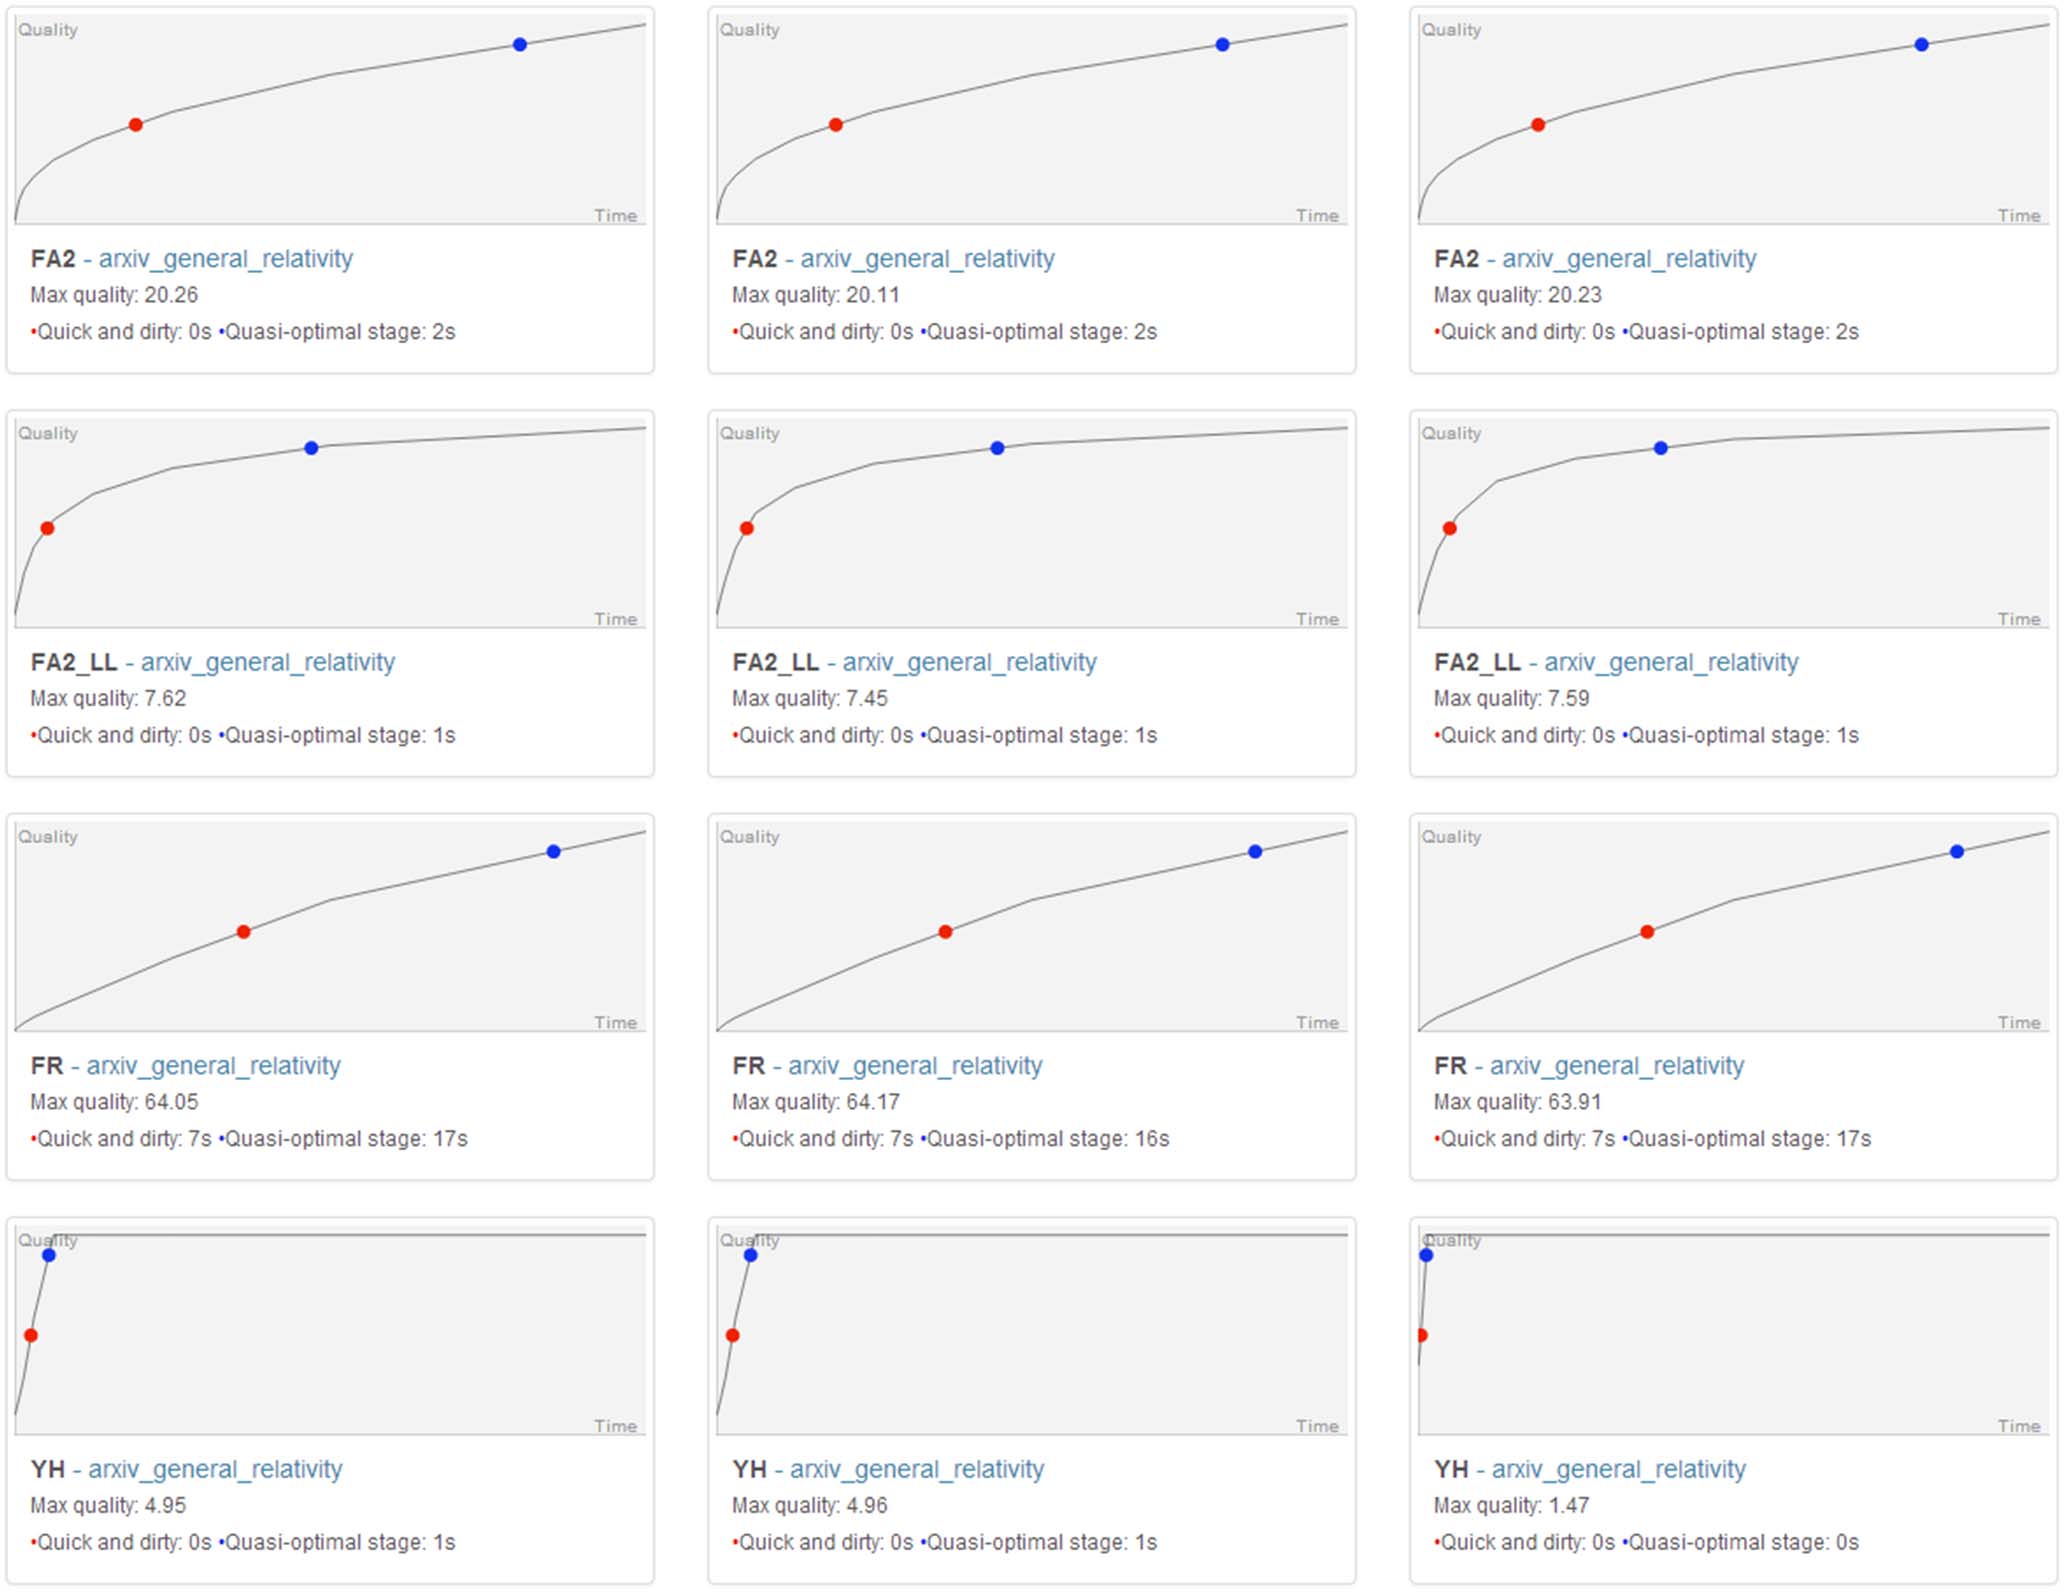 Quality
Time
FA2 - arxiv_general_relativity
Max quality: 20.26
•Quick and dirty: 0s •Quasi-optimal stage: 2s
Quality
Time
FA2 - arxiv_general_relativity
Max quality: 20.11
•Quick and dirty: 0s •Quasi-optimal stage: 2s
Quality
Time
FA2 - arxiv_general_relativity
Max quality: 20.23
•Quick and dirty: 0s •Quasi-optimal stage: 2s
Quality
Time
FA2_LL - arxiv_general_relativity
Max quality: 7.62
•Quick and dirty: 0s •Quasi-optimal stage: 1s
Quality
Time
FA2_LL - arxiv_general_relativity
Max quality: 7.45
•Quick and dirty: 0s •Quasi-optimal stage: 1s
Quality
Time
FA2_LL - arxiv_general_relativity
Max quality: 7.59
•Quick and dirty: 0s •Quasi-optimal stage: 1s
Quality
Time
FR - arxiv_general_relativity
Max quality: 64.05
•Quick and dirty: 7s •Quasi-optimal stage: 17s
Quality
Time
FR - arxiv_general_relativity
Max quality: 64.17
•Quick and dirty: 7s •Quasi-optimal stage: 16s
Quality
Time
FR - arxiv_general_relativity
Max quality: 63.91
•Quick and dirty: 7s •Quasi-optimal stage: 17s
Quality
Time
YH - arxiv_general_relativity
Max quality: 4.95
•Quick and dirty: 0s •Quasi-optimal stage: 1s
Quality
Time
YH - arxiv_general_relativity
Max quality: 4.96
•Quick and dirty: 0s •Quasi-optimal stage: 1s
Quality
Time
YH - arxiv_general_relativity
Max quality: 1.47
•Quick and dirty: 0s •Quasi-optimal stage: 0s